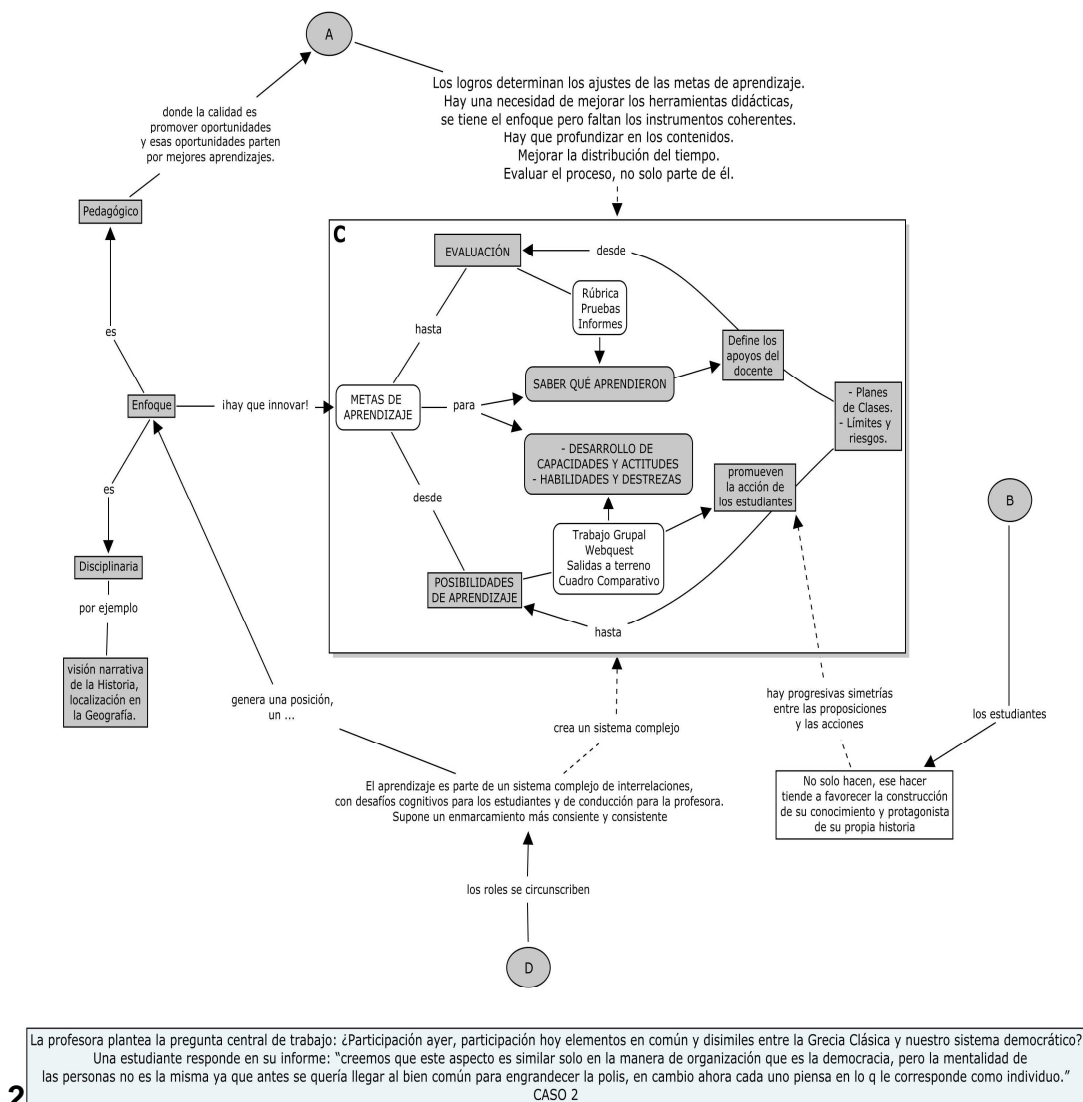 A
Los logros determinan los ajustes de las metas de aprendizaje.
Hay una necesidad de mejorar los herramientas didácticas,
se tiene el enfoque pero faltan los instrumentos coherentes.
Hay que profundizar en los contenidos.
Mejorar la distribución del tiempo.
Evaluar el proceso, no solo parte de él.
donde la calidad es
promover oportunidades
y esas oportunidades parten
por mejores aprendizajes.
Pedagógico
es
Enfoque
¡hay que innovar!
es
Disciplinaria
por ejemplo
visión narrativa
de la Historia,
localización en
la Geografía.
C
EVALUACIÓN
desde
Rúbrica
Pruebas
Informes
hasta
Define los
apoyos del
docente
SABER QUÉ APRENDIERON
METAS DE
APRENDIZAJE
para
- Planes
de Clases.
- Límites y
riesgos.
- DESARROLLO DE
CAPACIDADES Y ACTITUDES
- HABILIDADES Y DESTREZAS
promueven
la acción de
los estudiantes
desde
Trabajo Grupal
Webquest
Salidas a terreno
Cuadro Comparativo
POSIBILIDADES
DE APRENDIZAJE
hasta
B
los estudiantes
hay progresivas simetrías
entre las proposiciones
y las acciones
No solo hacen, ese hacer
tiende a favorecer la construcción
de su conocimiento y protagonista
de su propia historia
genera una posición,
un ...
crea un sistema complejo
El aprendizaje es parte de un sistema complejo de interrelaciones,
con desafíos cognitivos para los estudiantes y de conducción para la profesora.
Supone un enmarcamiento más consiente y consistente
los roles se circunscriben
D
La profesora plantea la pregunta central de trabajo: ¿Participación ayer, participación hoy elementos en común y disimiles entre la Grecia Clásica y nuestro sistema democrático?
Una estudiante responde en su informe: "creemos que este aspecto es similar solo en la manera de organización que es la democracia, pero la mentalidad de
las personas no es la misma ya que antes se quería llegar al bien común para engrandecer la polis, en cambio ahora cada uno piensa en lo q le corresponde como individuo."
CASO 2
2